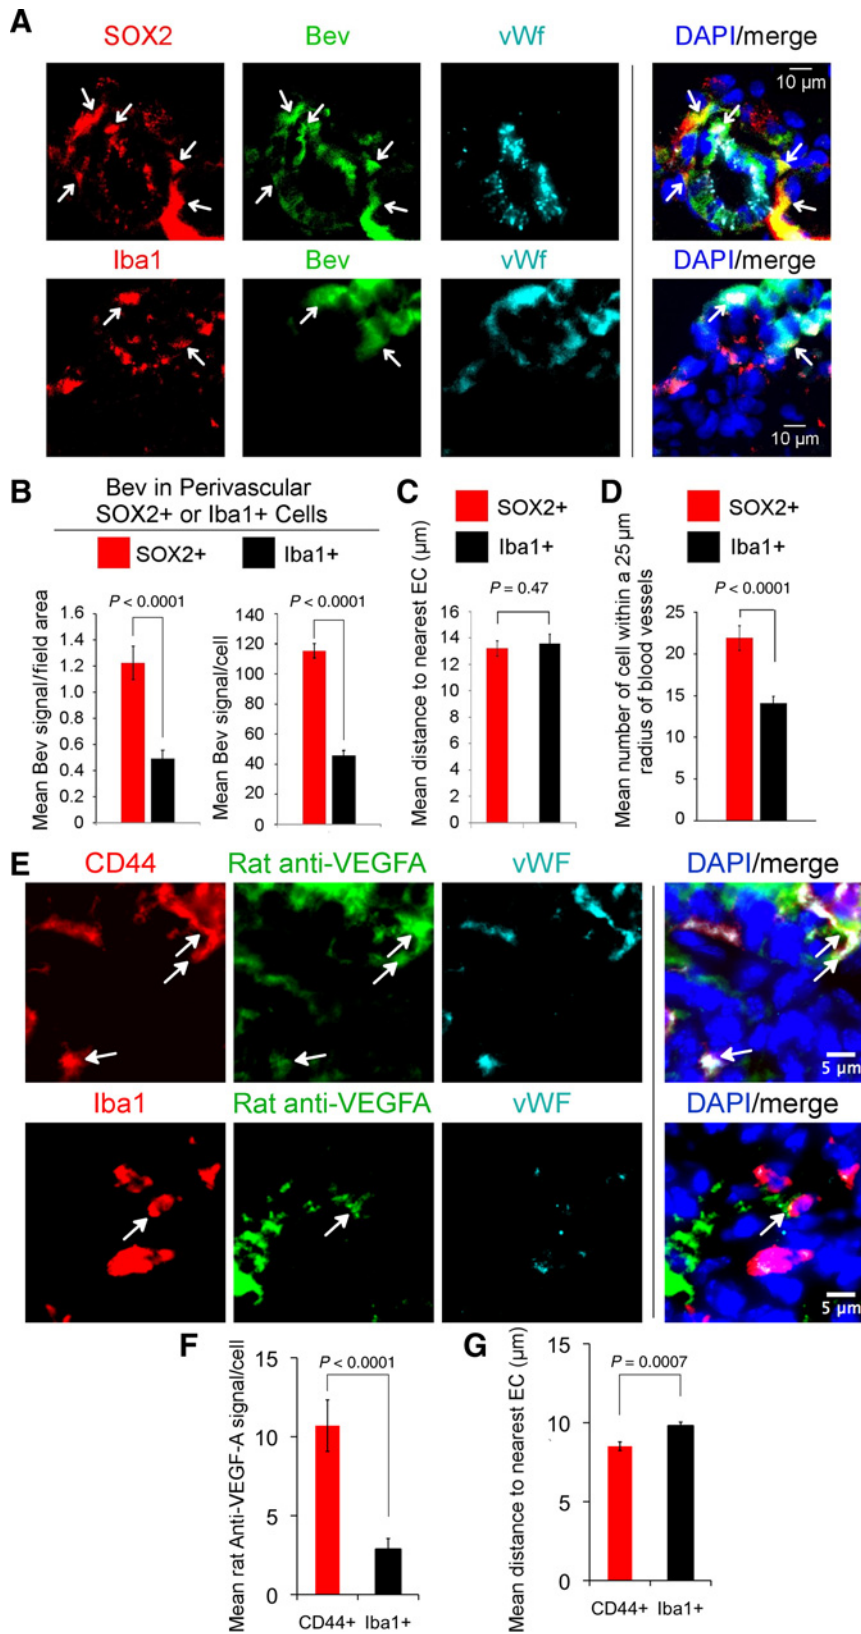 A
SOX2 Bev vWf DAPI/merge
10 µm
Iba1 Bev vWf DAPI/merge
10 µm
B
Bev in Perivascular
SOX2+ or Iba1+ Cells
SOX2+ Iba1+
P < 0.0001
Mean Bev signal/field area
1.6
1.4
1.2
1
0.8
0.6
0.4
0.2
0
P < 0.0001
Mean Bev signal/cell
140
120
100
80
60
40
20
0
C
SOX2+
Iba1+
P = 0.47
Mean distance to nearest EC (µm)
16
14
12
10
8
6
4
2
0
D
SOX2+
Iba1+
P < 0.0001
Mean number of cell within a 25 µm
radius of blood vessels
25
20
15
10
5
0
E
CD44 Rat anti-VEGFA vWF DAPI/merge
5 µm
Iba1 Rat anti-VEGFA vWF DAPI/merge
5 µm
F
P < 0.0001
Mean rat Anti-VEGF-A signal/cell
15
10
5
0
CD44+ Iba1+
G
P = 0.0007
Mean distance to nearest EC (µm)
15
10
5
0
CD44+ Iba1+